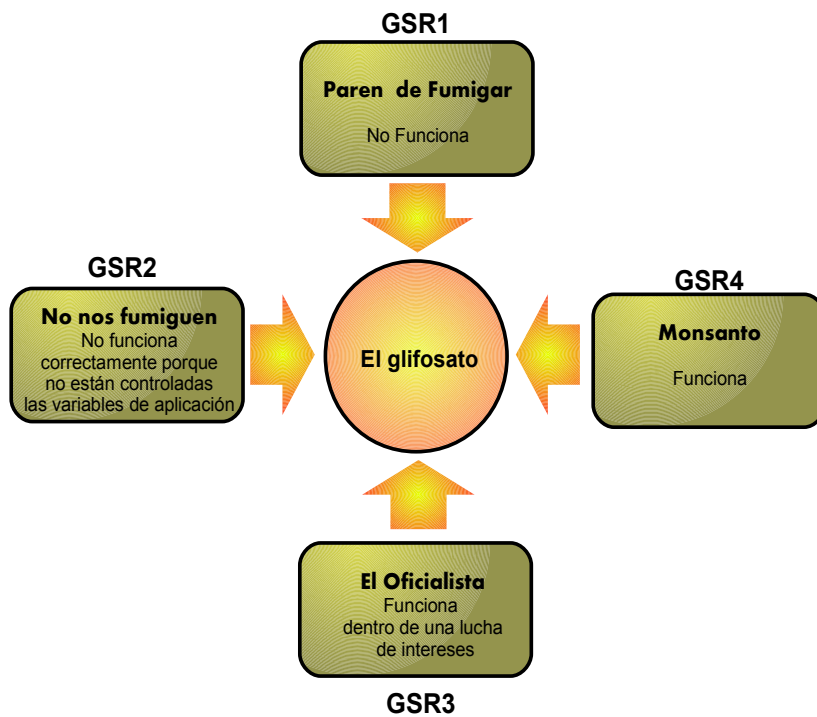 GSR1
Paren de Fumigar
No Funciona
GSR2
No nos fumiguen
No funciona
correctamente porque
no están controladas
las variables de aplicación
El glifosato
GSR4
Monsanto
Funciona
El Oficialista
Funciona
dentro de una lucha
de intereses
GSR3